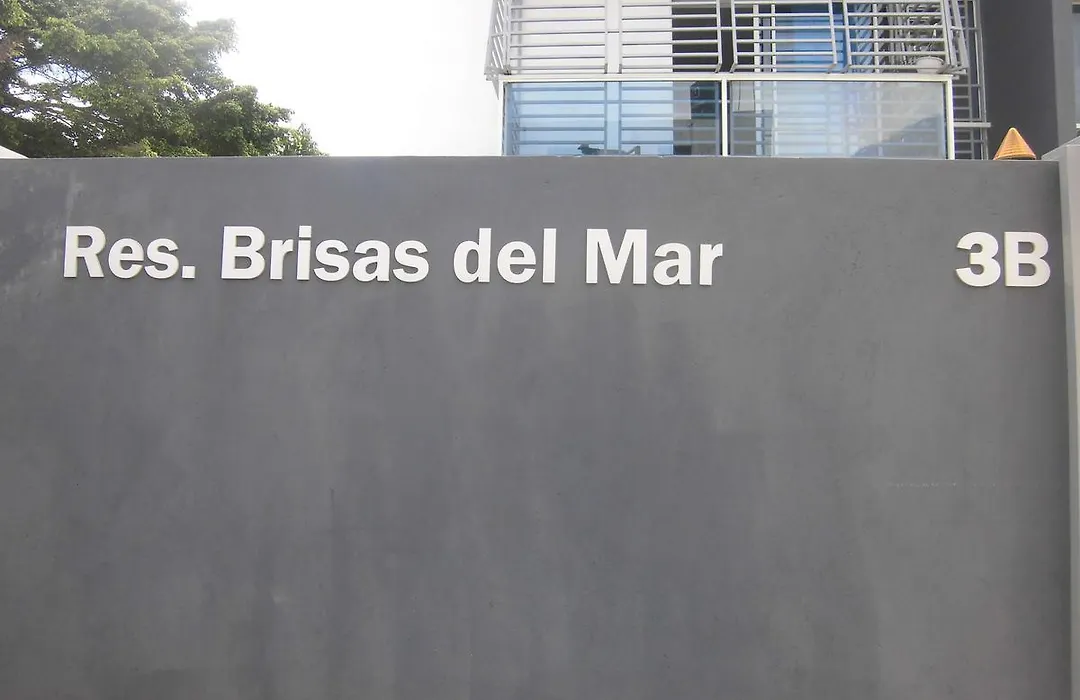 Res. Brisas del Mar 3B